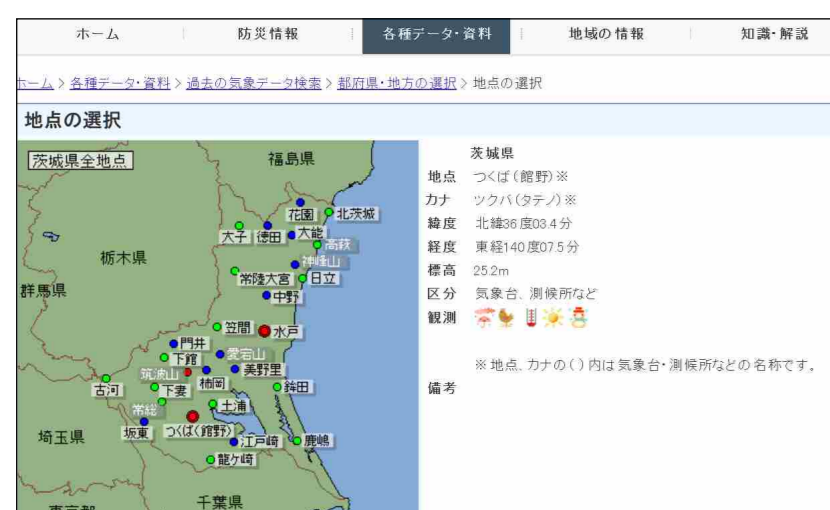 ホーム 防災情報 各種データ・資料 地域の情報 知識・解説
ホーム > 各種データ・資料 > 過去の気象データ検索 > 都府県・地方の選択 > 地点の選択
地点の選択
茨城県全地点
福島県
花園
北茨城
大子
徳田
大能
高萩
栃木県
神峰山
常陸大宮
日立
群馬県
中野
笠間
水戸
門井
下館
愛宕山
筑波山
美野里
古河
下妻
柿岡
鉾田
常総
土浦
埼玉県
坂東
つくば(館野)
江戸崎
鹿嶋
龍ケ崎
千葉県
東京都
茨城県
地点 つくば(館野)※
カナ ツクバ(タテノ)※
緯度 北緯36度03.4分
経度 東経140度07.5分
標高 25.2m
区分 気象台、測候所など
観測
※地点、カナの( )内は気象台・測候所などの名称です。
備考